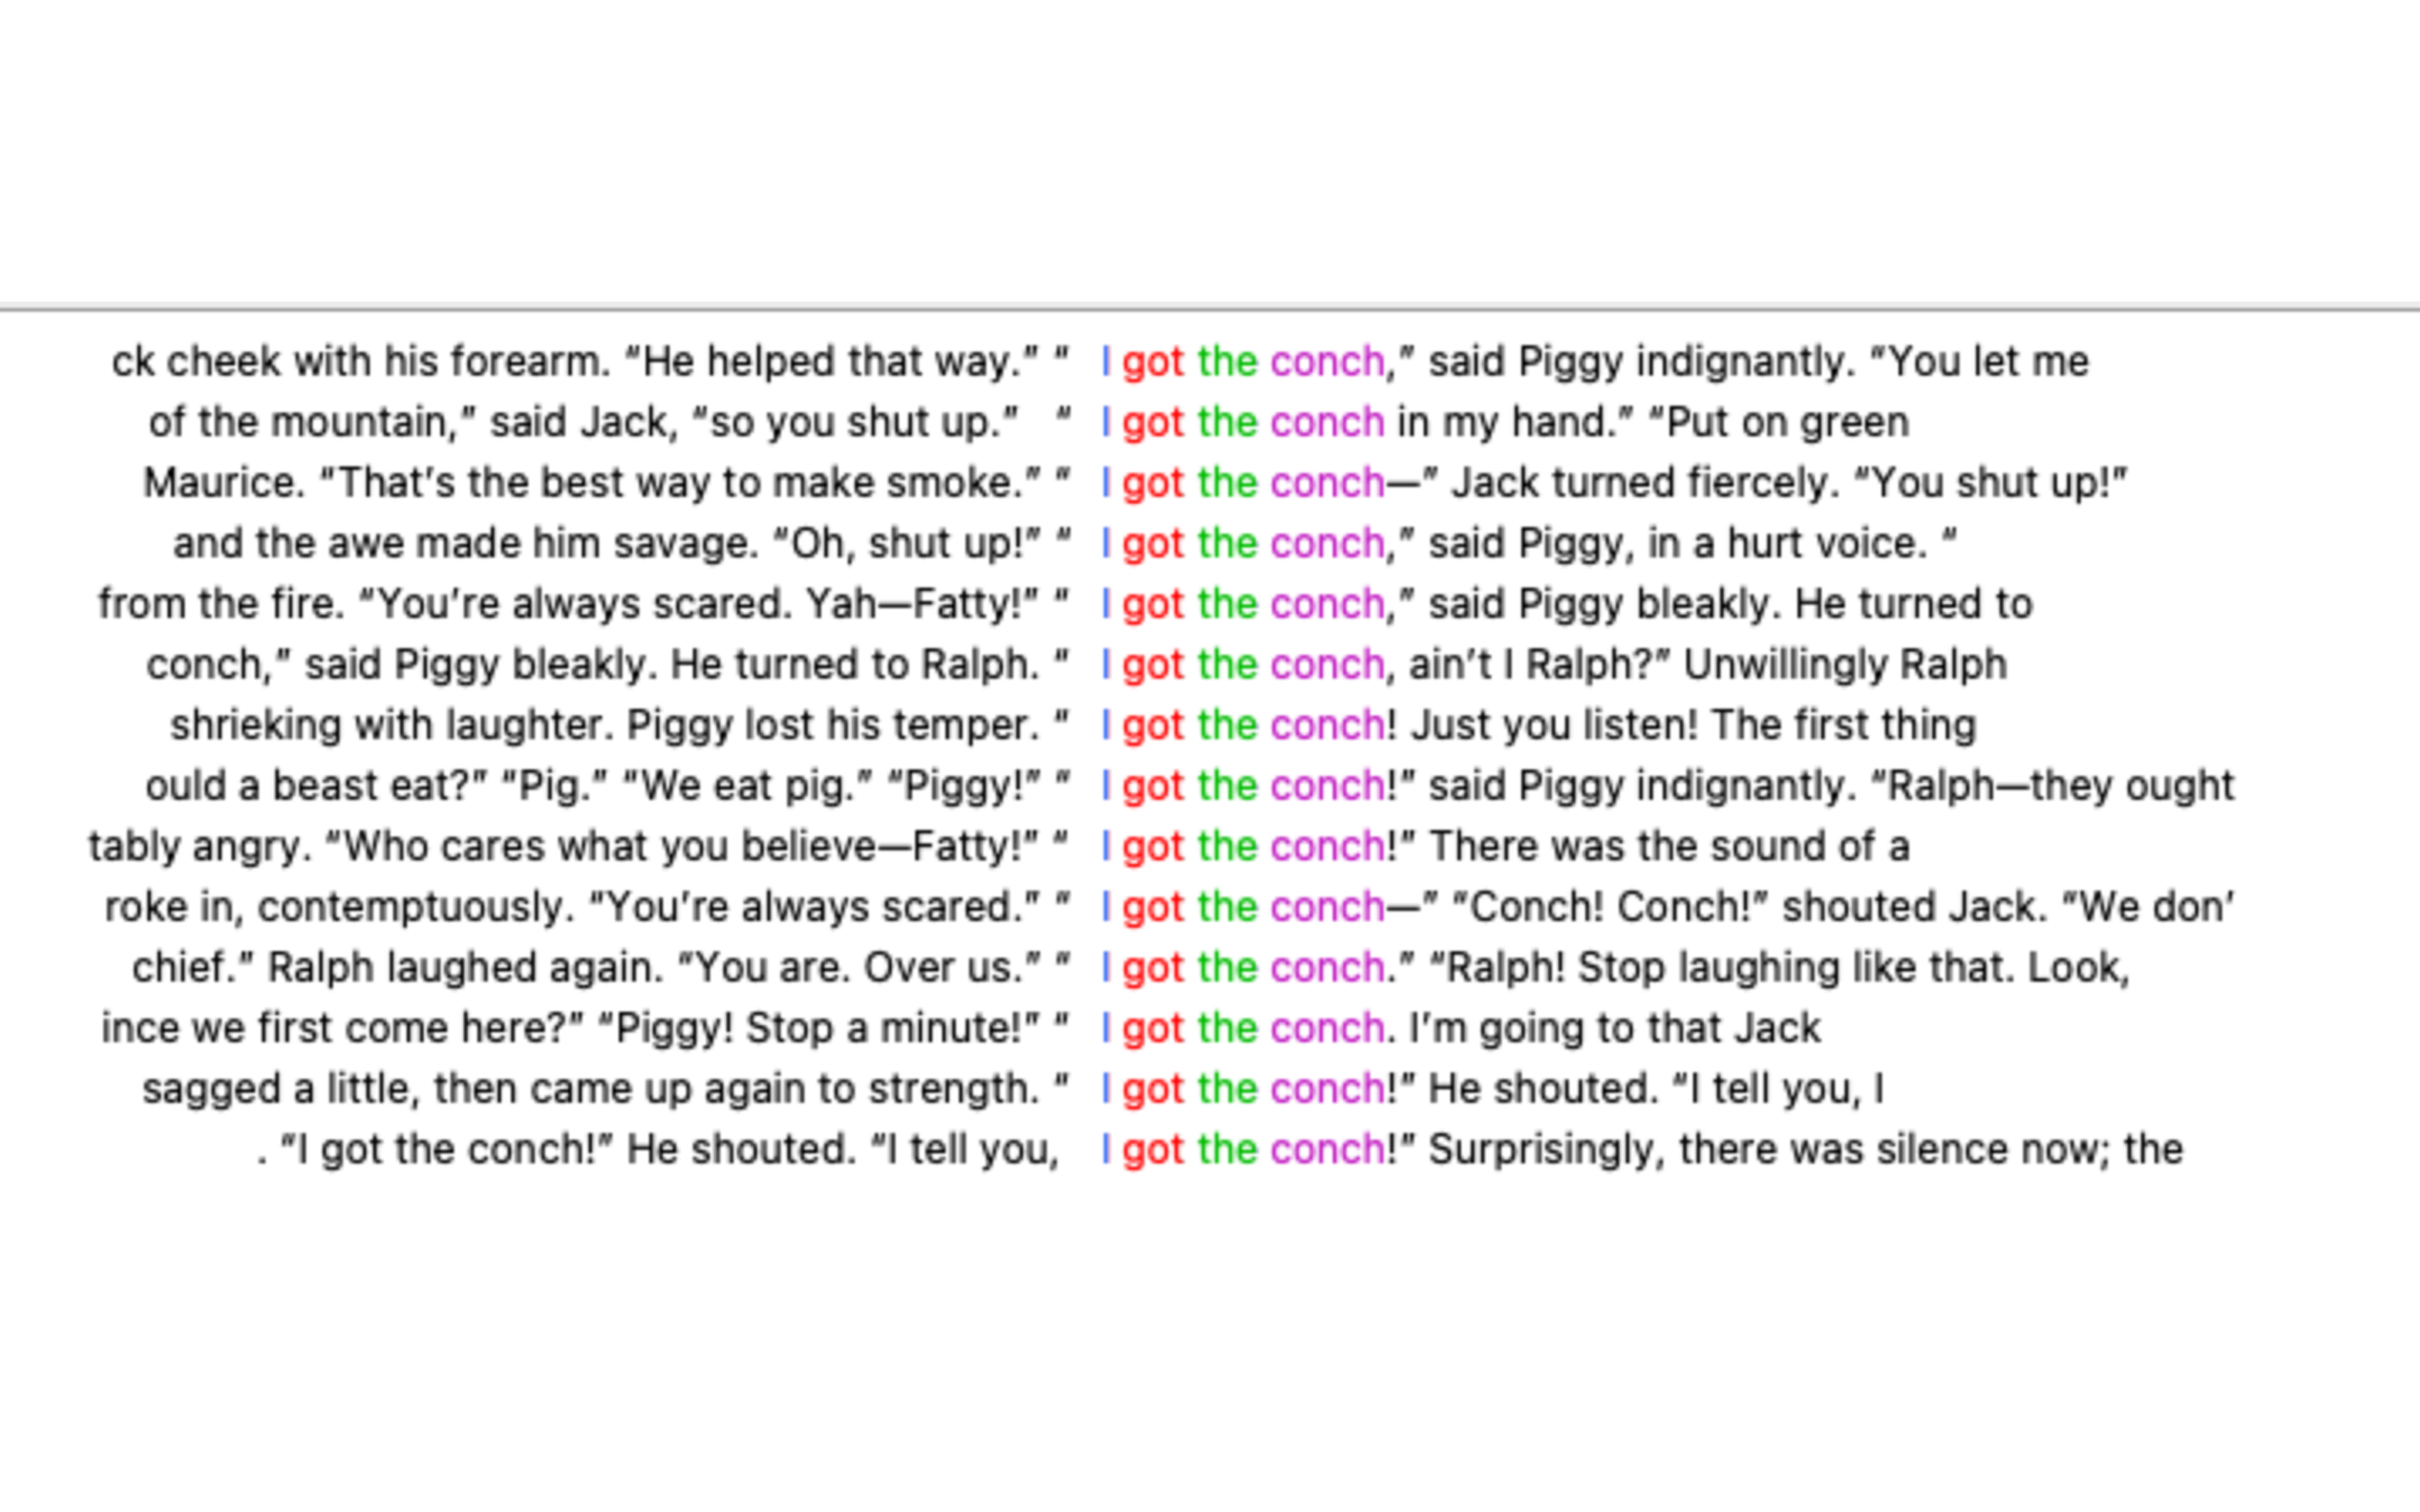 ck cheek with his forearm. “He helped that way.” “ I got the conch,” said Piggy indignantly. “You let me
of the mountain,” said Jack, “so you shut up.” “ I got the conch in my hand.” “Put on green
Maurice. “That’s the best way to make smoke.” “ I got the conch—” Jack turned fiercely. “You shut up!”
and the awe made him savage. “Oh, shut up!” “ I got the conch,” said Piggy, in a hurt voice. “
from the fire. “You’re always scared. Yah—Fatty!” “ I got the conch,” said Piggy bleakly. He turned to
conch,” said Piggy bleakly. He turned to Ralph. “ I got the conch, ain’t I Ralph?” Unwillingly Ralph
shrieking with laughter. Piggy lost his temper. “ I got the conch! Just you listen! The first thing
ould a beast eat?” “Pig.” “We eat pig.” “Piggy!” “ I got the conch!” said Piggy indignantly. “Ralph—they ought
tably angry. “Who cares what you believe—Fatty!” “ I got the conch!” There was the sound of a
roke in, contemptuously. “You’re always scared.” “ I got the conch—” “Conch! Conch!” shouted Jack. “We don’
chief.” Ralph laughed again. “You are. Over us.” “ I got the conch.” “Ralph! Stop laughing like that. Look,
ince we first come here?” “Piggy! Stop a minute!” “ I got the conch. I’m going to that Jack
sagged a little, then came up again to strength. “ I got the conch!” He shouted. “I tell you, I
. “I got the conch!” He shouted. “I tell you, I got the conch!” Surprisingly, there was silence now; the